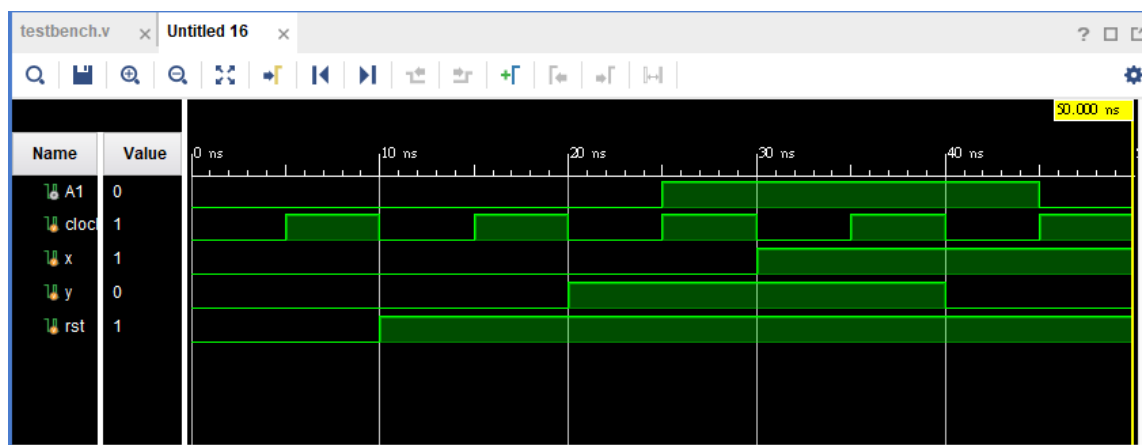 testbench.v × Untitled 16 × ?
50.000 ns
Name Value 0 ns 10 ns 20 ns 30 ns 40 ns
A1 0
cloc 1
x 1
y 0
rst 1